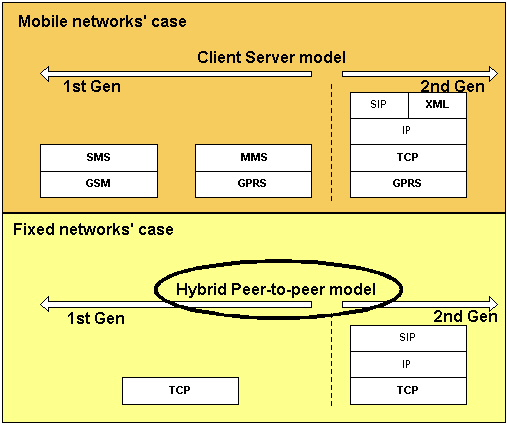 Mobile networks' case
Client Server model
1st Gen
2nd Gen
SIP XML
IP
SMS MMS TCP
GSM GPRS GPRS
Fixed networks' case
Hybrid Peer-to-peer model
1st Gen
2nd Gen
SIP
IP
TCP TCP